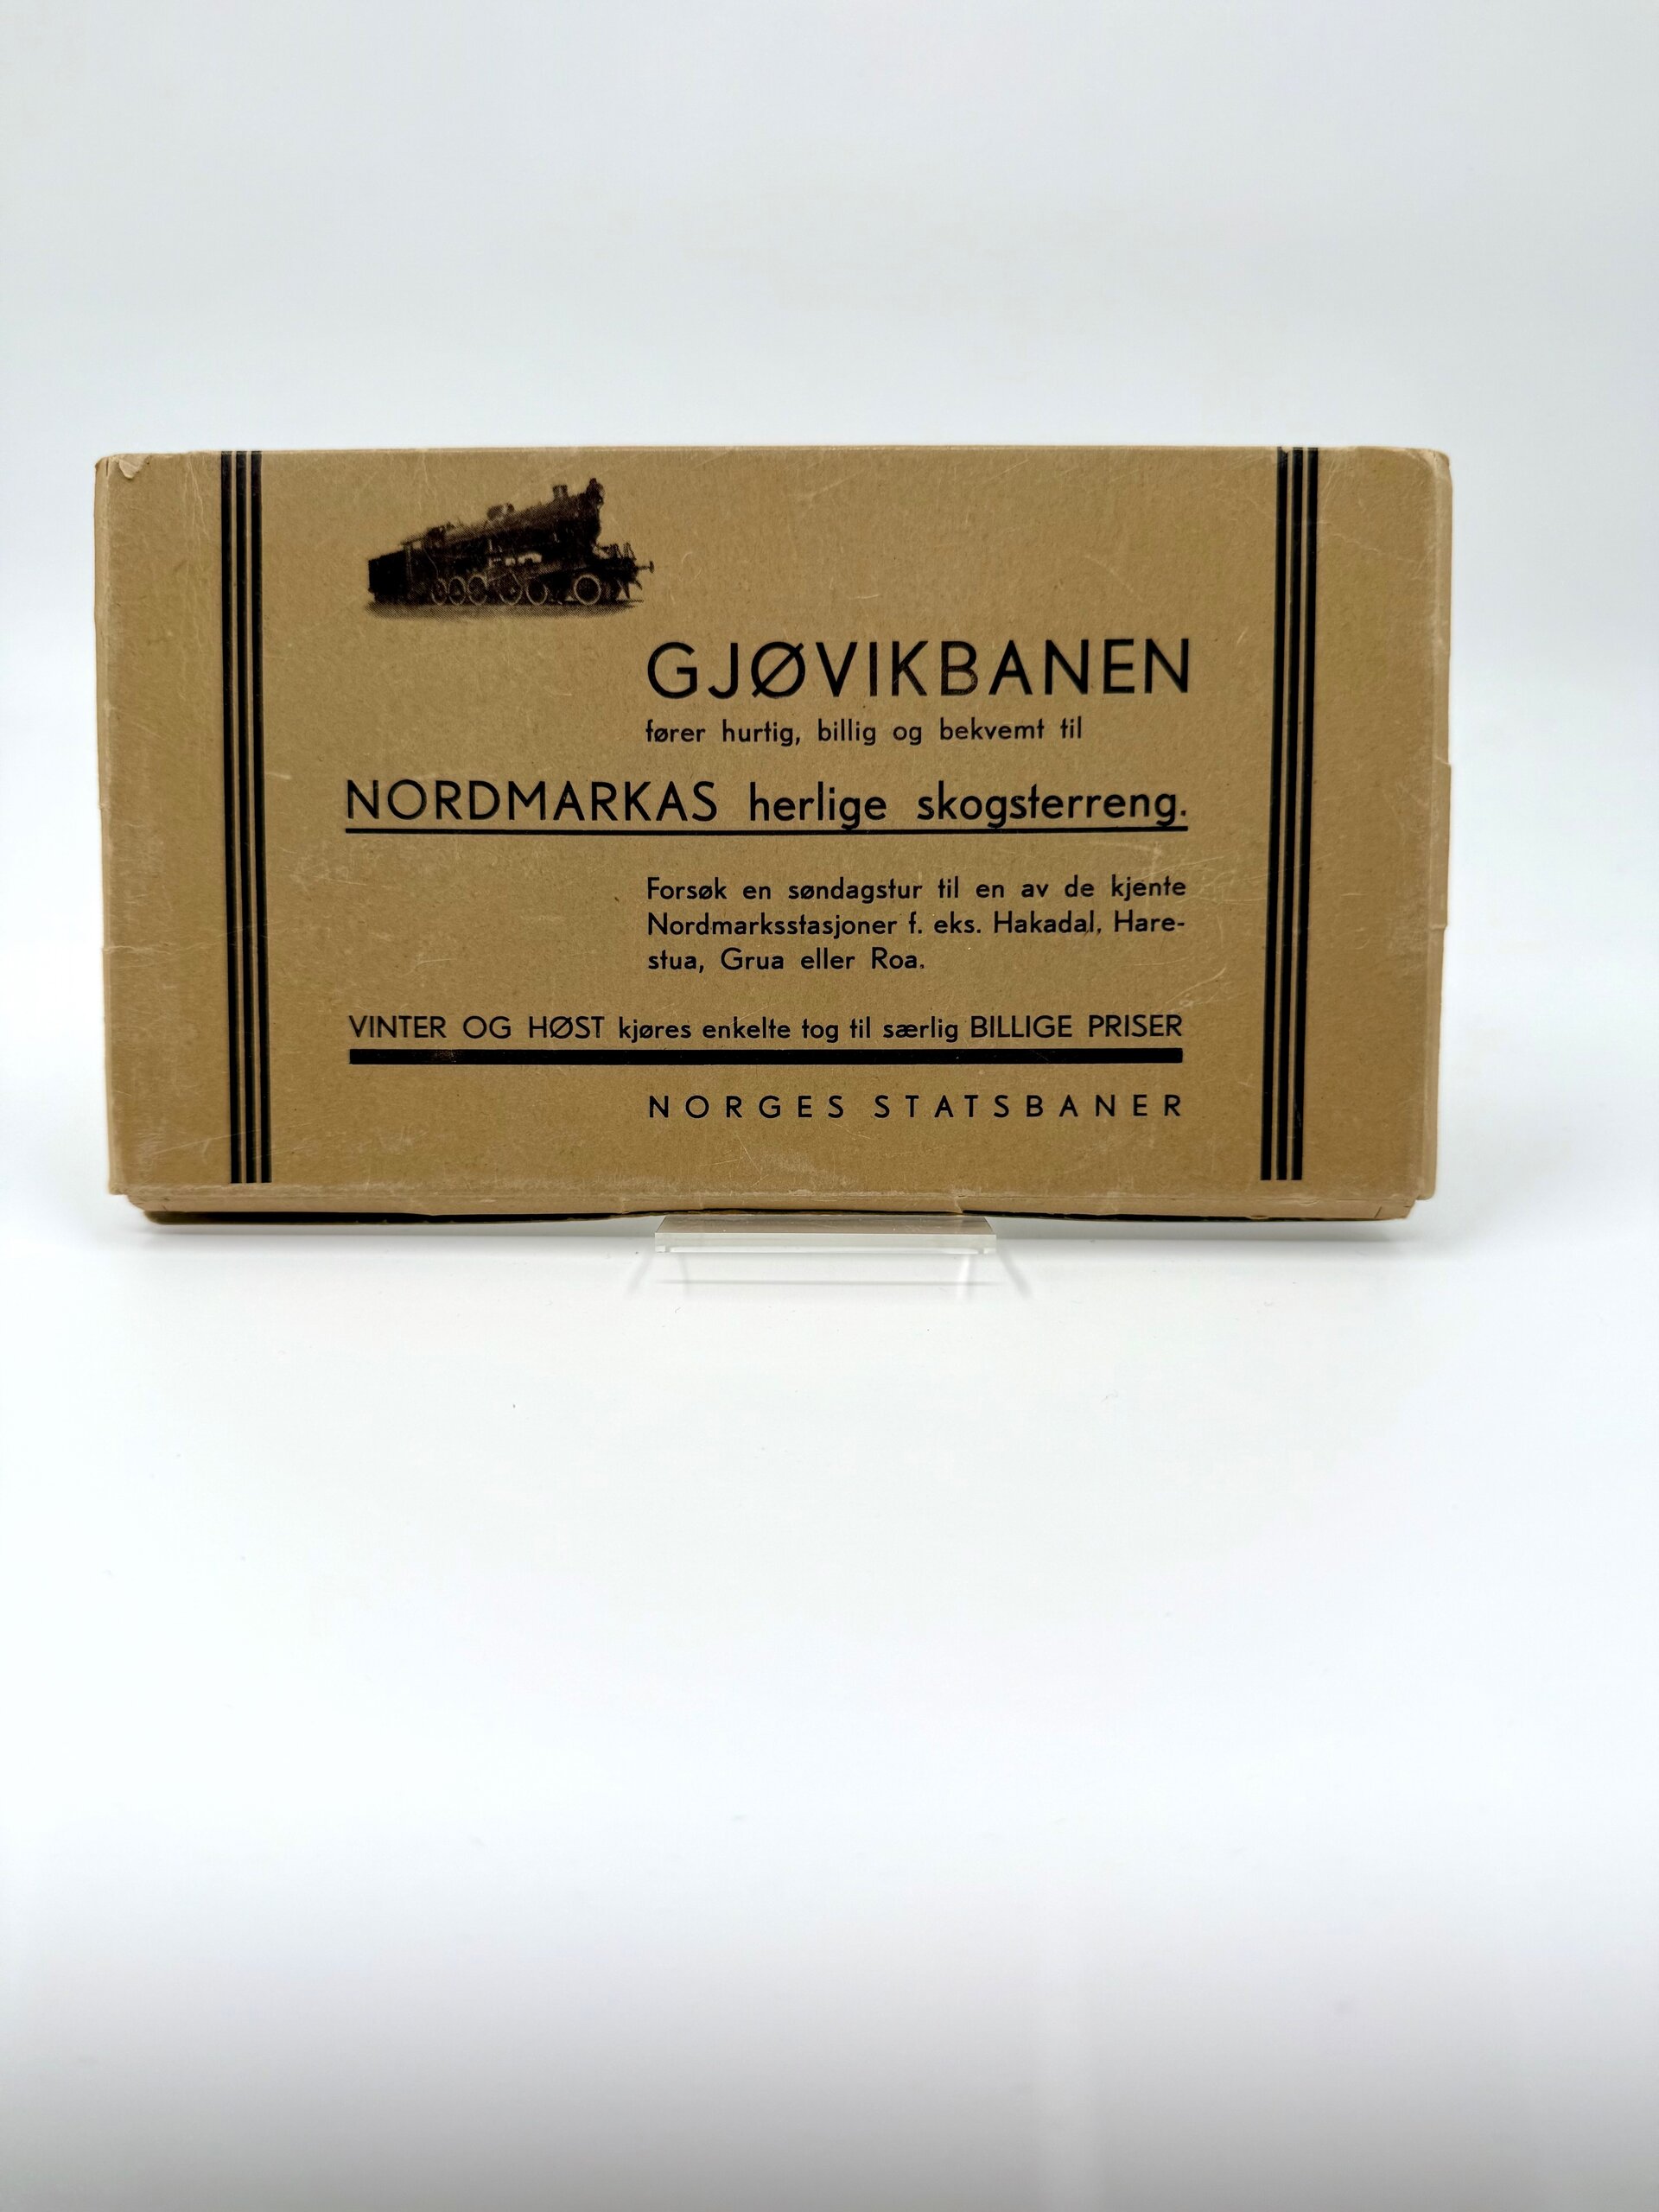 GJØVIKBANEN
fører hurtig, billig og bekvemt til
NORDMARKAS herlige skogsterreng.
Forsøk en søndagstur til en av de kjente
Nordmarksstasjoner f. eks. Hakadal, Hare-
stua, Grua eller Roa.
VINTER OG HØST kjøres enkelte tog til særlig BILLIGE PRISER
NORGES STATSBANER